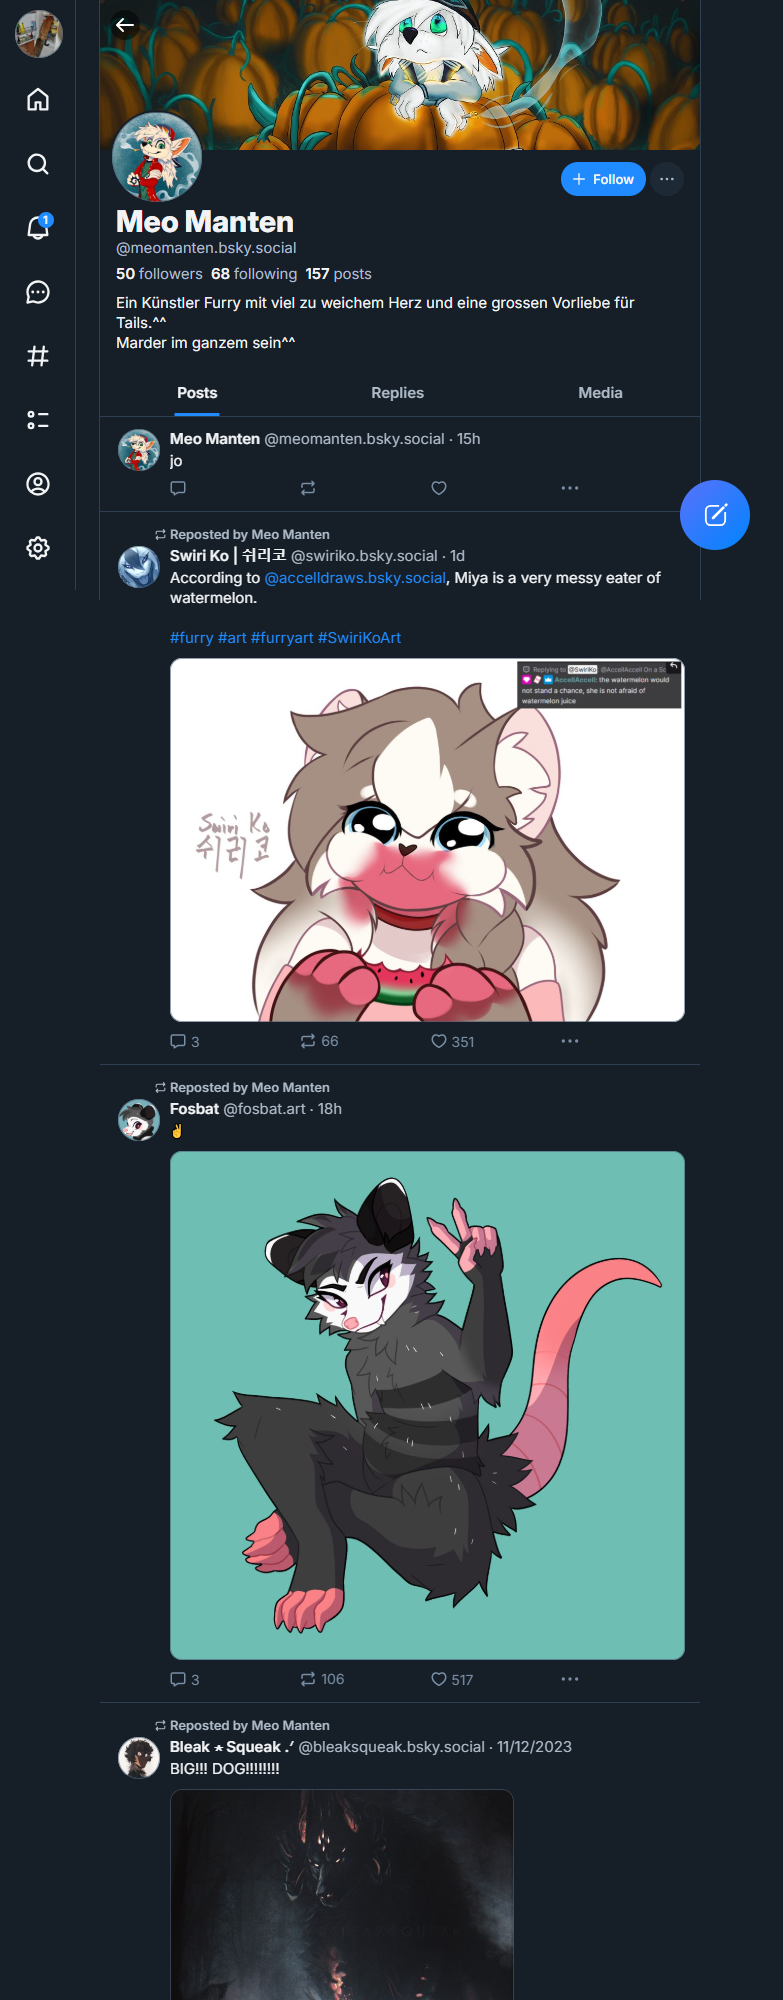 1
+ Follow
Meo Manten
@meomanten.bsky.social
50 followers 68 following 157 posts
Ein Künstler Furry mit viel zu weichem Herz und eine grossen Vorliebe für
Tails.^^
Marder im ganzem sein^^
Posts Replies Media
Meo Manten @meomanten.bsky.social · 15h
jo
Reposted by Meo Manten
Swiri Ko | 쉬리코 @swiriko.bsky.social · 1d
According to @accelldraws.bsky.social, Miya is a very messy eater of
watermelon.
#furry #art #furryart #SwiriKoArt
Replying to @SwiriKo @AccellAccell On a Sc
AccellAccell: the watermelon would
not stand a chance, she is not afraid of
watermelon juice
Swiri Ko
쉬리코
3 66 351
Reposted by Meo Manten
Fosbat @fosbat.art · 18h
✌
3 106 517
Reposted by Meo Manten
Bleak ⋆ Squeak .ᐟ @bleaksqueak.bsky.social · 11/12/2023
BIG!!! DOG!!!!!!!!